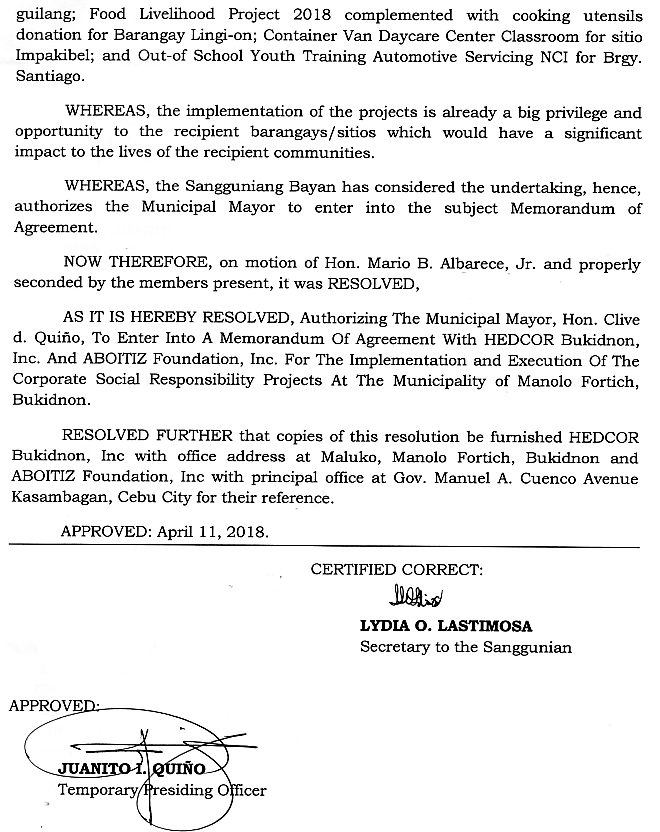 guilang; Food Livelihood Project 2018 complemented with cooking utensils
donation for Barangay Lingi-on; Container Van Daycare Center Classroom for sitio
Impakibel; and Out-of School Youth Training Automotive Servicing NCI for Brgy.
Santiago.
WHEREAS, the implementation of the projects is already a big privilege and
opportunity to the recipient barangays/sitios which would have a significant
impact to the lives of the recipient communities.
WHEREAS, the Sangguniang Bayan has considered the undertaking, hence,
authorizes the Municipal Mayor to enter into the subject Memorandum of
Agreement.
NOW THEREFORE, on motion of Hon. Mario B. Albarece, Jr. and properly
seconded by the members present, it was RESOLVED,
AS IT IS HEREBY RESOLVED, Authorizing The Municipal Mayor, Hon. Clive
d. Quiño, To Enter Into A Memorandum Of Agreement With HEDCOR Bukidnon,
Inc. And ABOITIZ Foundation, Inc. For The Implementation and Execution Of The
Corporate Social Responsibility Projects At The Municipality of Manolo Fortich,
Bukidnon.
RESOLVED FURTHER that copies of this resolution be furnished HEDCOR
Bukidnon, Inc with office address at Maluko, Manolo Fortich, Bukidnon and
ABOITIZ Foundation, Inc with principal office at Gov. Manuel A. Cuenco Avenue
Kasambagan, Cebu City for their reference.
APPROVED: April 11, 2018.
CERTIFIED CORRECT:
LYDIA O. LASTIMOSA
Secretary to the Sanggunian
APPROVED:
JUANITO I. QUIÑO
Temporary Presiding Officer